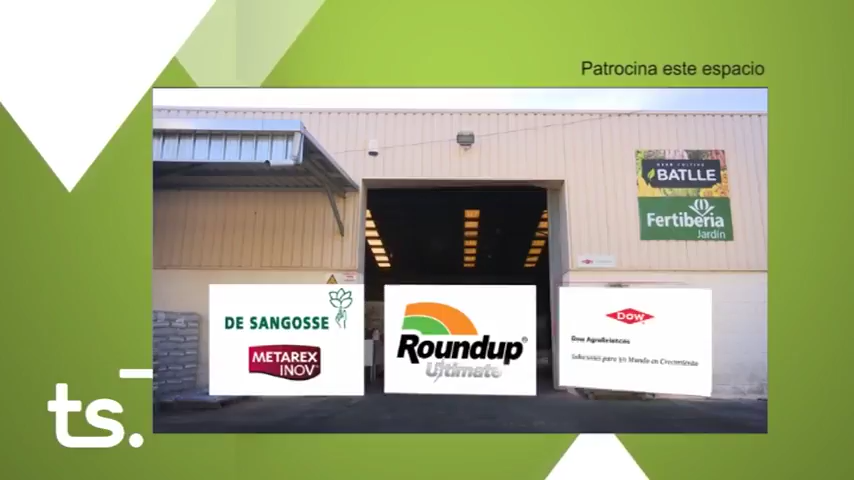 Patrocina este espacio
BATLLE
Fertiberia
Jardín
DE SANGOSSE
METAREX
INOV®
Roundup®
Ultimate
Dow
Dow AgroSciences
Soluciones para un Mundo en Crecimiento
ts.